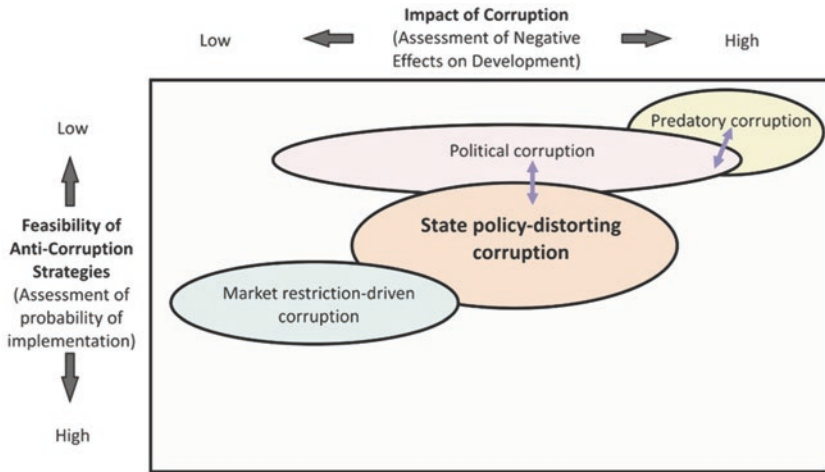 Impact of Corruption
(Assessment of Negative
Effects on Development)
Low
High
Low
Feasibility of
Anti-Corruption
Strategies
(Assessment of
probability of
implementation)
High
Predatory corruption
Political corruption
State policy-distorting
corruption
Market restriction-driven
corruption